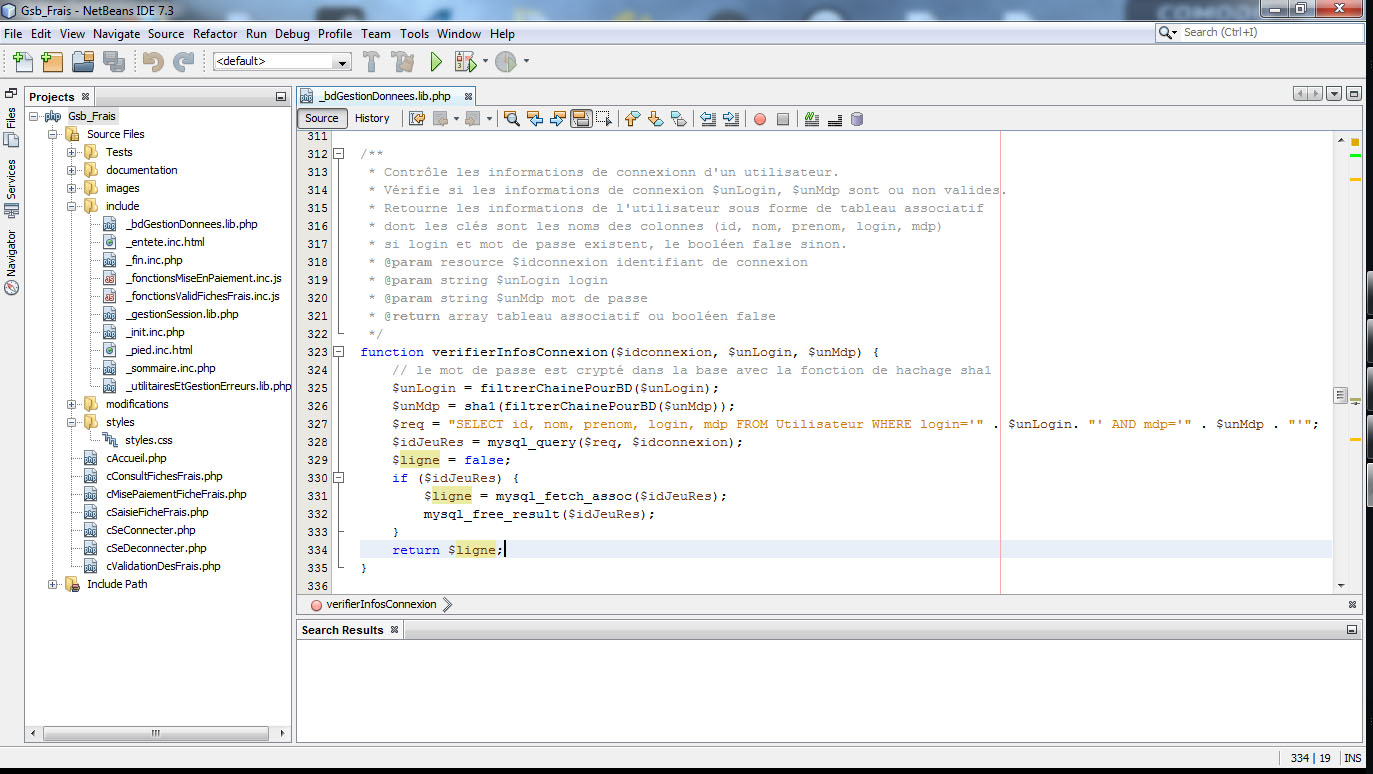 Gsb_Frais - NetBeans IDE 7.3
File Edit View Navigate Source Refactor Run Debug Profile Team Tools Window Help
Search (Ctrl+I)
<default>
Files
Services
Navigator
Projects
Gsb_Frais
Source Files
Tests
documentation
images
include
_bdGestionDonnees.lib.php
_entete.inc.html
_fin.inc.php
_fonctionsMiseEnPaiement.inc.js
_fonctionsValidFichesFrais.inc.js
_gestionSession.lib.php
_init.inc.php
_pied.inc.html
_sommaire.inc.php
_utilitairesEtGestionErreurs.lib.php
modifications
styles
styles.css
cAccueil.php
cConsultFichesFrais.php
cMisePaiementFicheFrais.php
cSaisieFicheFrais.php
cSeConnecter.php
cSeDeconnecter.php
cValidationDesFrais.php
Include Path
_bdGestionDonnees.lib.php
Source History
311
312 /**
313 * Contrôle les informations de connexionn d'un utilisateur.
314 * Vérifie si les informations de connexion $unLogin, $unMdp sont ou non valides.
315 * Retourne les informations de l'utilisateur sous forme de tableau associatif
316 * dont les clés sont les noms des colonnes (id, nom, prenom, login, mdp)
317 * si login et mot de passe existent, le booléen false sinon.
318 * @param resource $idconnexion identifiant de connexion
319 * @param string $unLogin login
320 * @param string $unMdp mot de passe
321 * @return array tableau associatif ou booléen false
322 */
323 function verifierInfosConnexion($idconnexion, $unLogin, $unMdp) {
324 // le mot de passe est crypté dans la base avec la fonction de hachage sha1
325 $unLogin = filtrerChainePourBD($unLogin);
326 $unMdp = sha1(filtrerChainePourBD($unMdp));
327 $req = "SELECT id, nom, prenom, login, mdp FROM Utilisateur WHERE login='" . $unLogin. "' AND mdp='" . $unMdp . "'";
328 $idJeuRes = mysql_query($req, $idconnexion);
329 $ligne = false;
330 if ($idJeuRes) {
331 $ligne = mysql_fetch_assoc($idJeuRes);
332 mysql_free_result($idJeuRes);
333 }
334 return $ligne;
335 }
336
verifierInfosConnexion
Search Results
334 | 19 INS